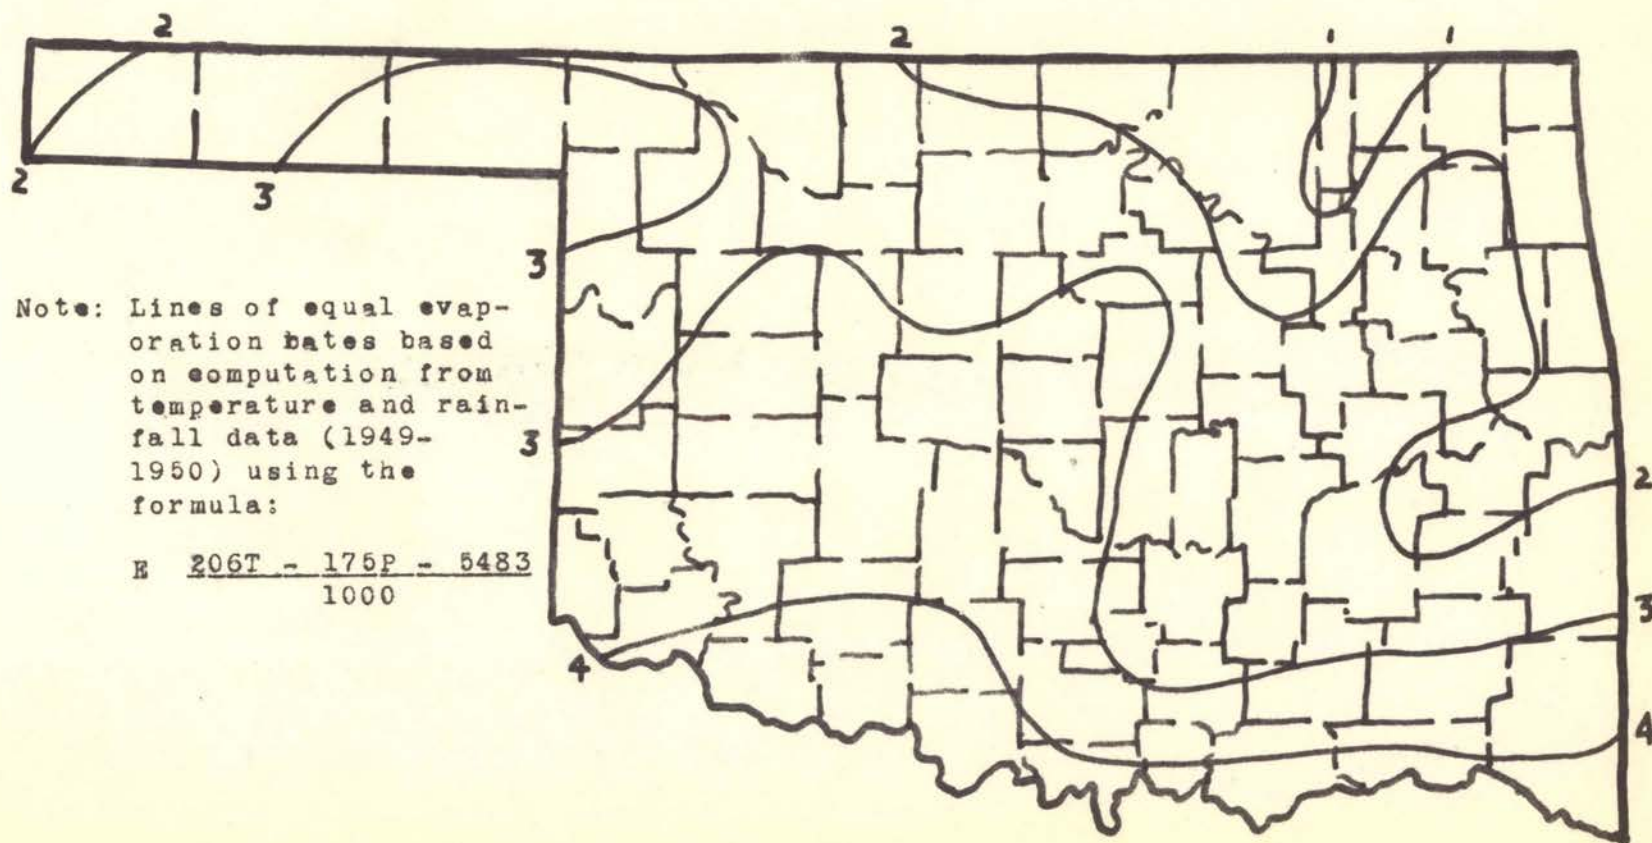 2
2
1
1
2
3
3
Note: Lines of equal evap-
oration bates based
on computation from
temperature and rain-
fall data (1949-
1950) using the
formula:
3
2
E 206T - 175P - 5483
1000
3
4
4